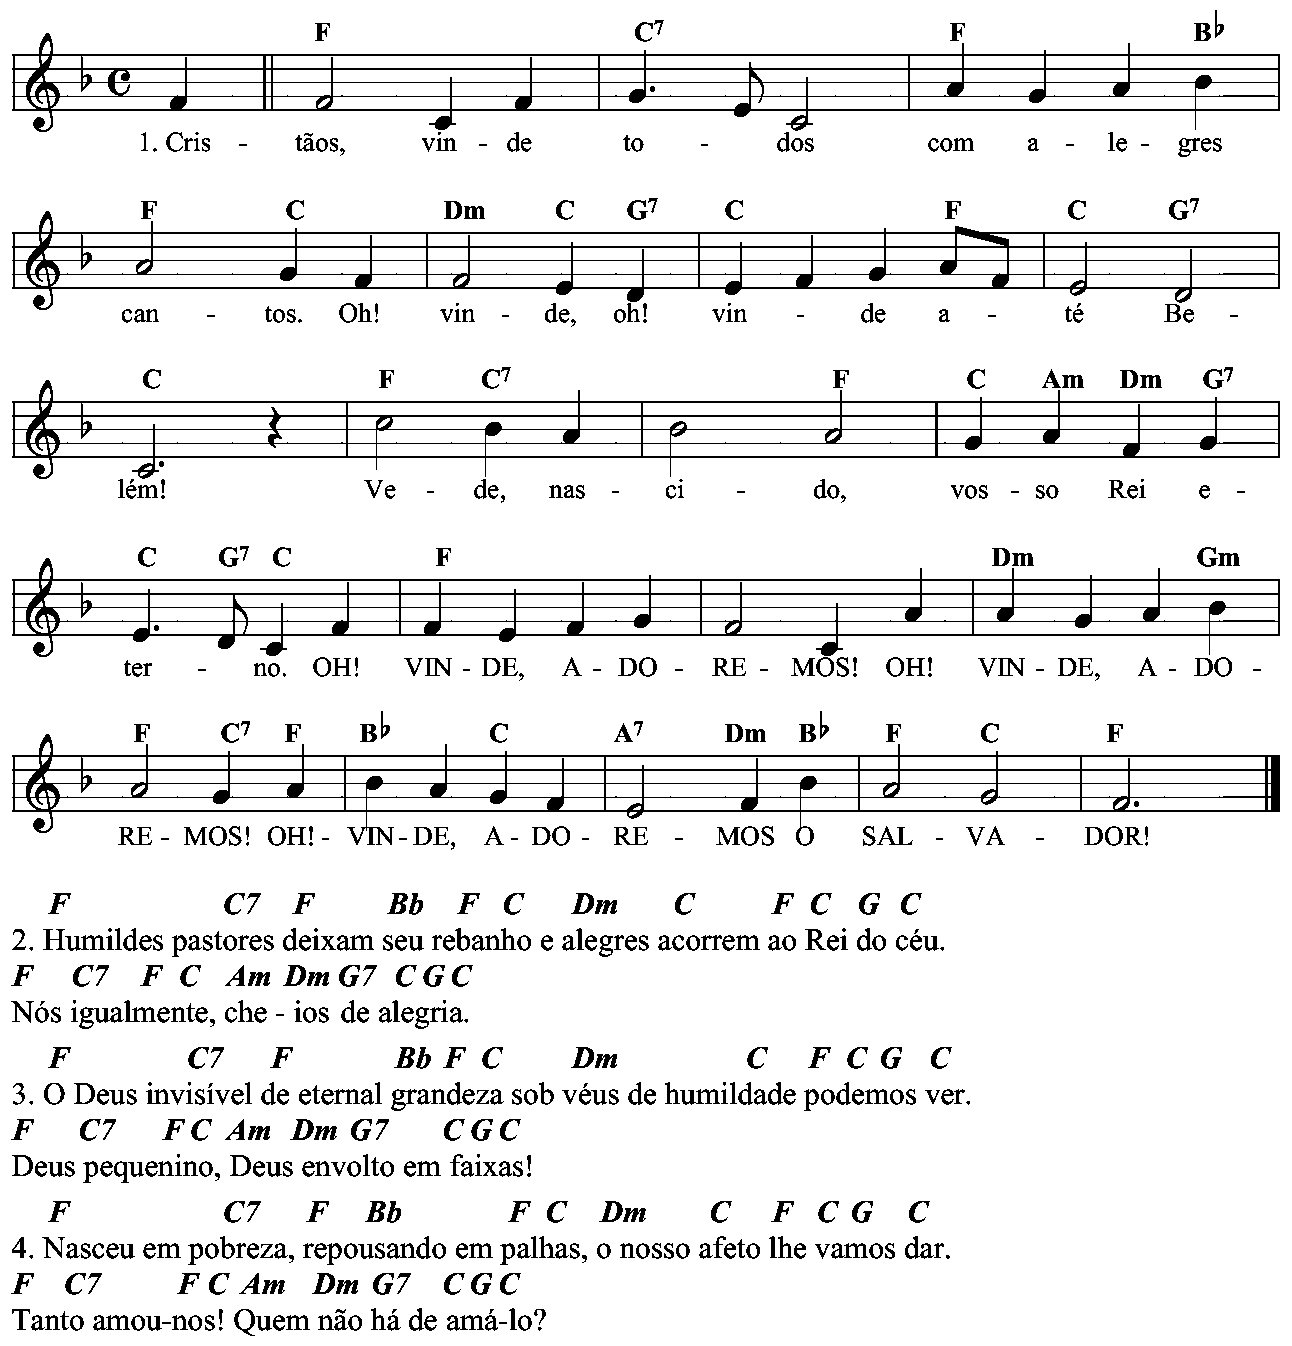 F C7 F B♭
1. Cris - tãos, vin - de to - dos com a - le - gres
F C Dm C G7 C F C G7
can - tos. Oh! vin - de, oh! vin - de a - té Be -
C F C7 F C Am Dm G7
lém! Ve - de, nas - ci - do, vos - so Rei e -
C G7 C F Dm Gm
ter - no. OH! VIN - DE, A - DO - RE - MOS! OH! VIN - DE, A - DO -
F C7 F B♭ C A7 Dm B♭ F C F
RE - MOS! OH! - VIN - DE, A - DO - RE - MOS O SAL - VA - DOR!
F C7 F Bb F C Dm C F C G C
2. Humildes pastores deixam seu rebanho e alegres acorrem ao Rei do céu.
F C7 F C Am Dm G7 C G C
Nós igualmente, che - ios de alegria.
F C7 F Bb F C Dm C F C G C
3. O Deus invisível de eternal grandeza sob véus de humildade podemos ver.
F C7 F C Am Dm G7 C G C
Deus pequenino, Deus envolto em faixas!
F C7 F Bb F C Dm C F C G C
4. Nasceu em pobreza, repousando em palhas, o nosso afeto lhe vamos dar.
F C7 F C Am Dm G7 C G C
Tanto amou-nos! Quem não há de amá-lo?